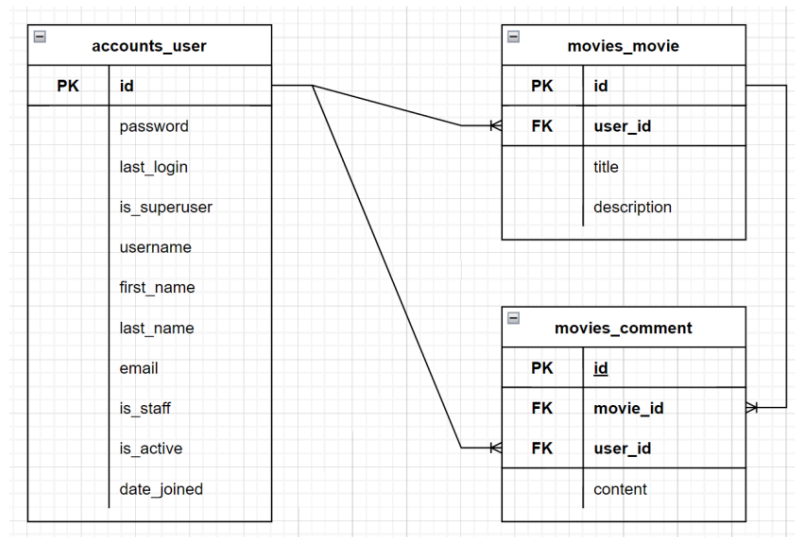 accounts_user
PK id
password
last_login
is_superuser
username
first_name
last_name
email
is_staff
is_active
date_joined
movies_movie
PK id
FK user_id
title
description
movies_comment
PK id
FK movie_id
FK user_id
content